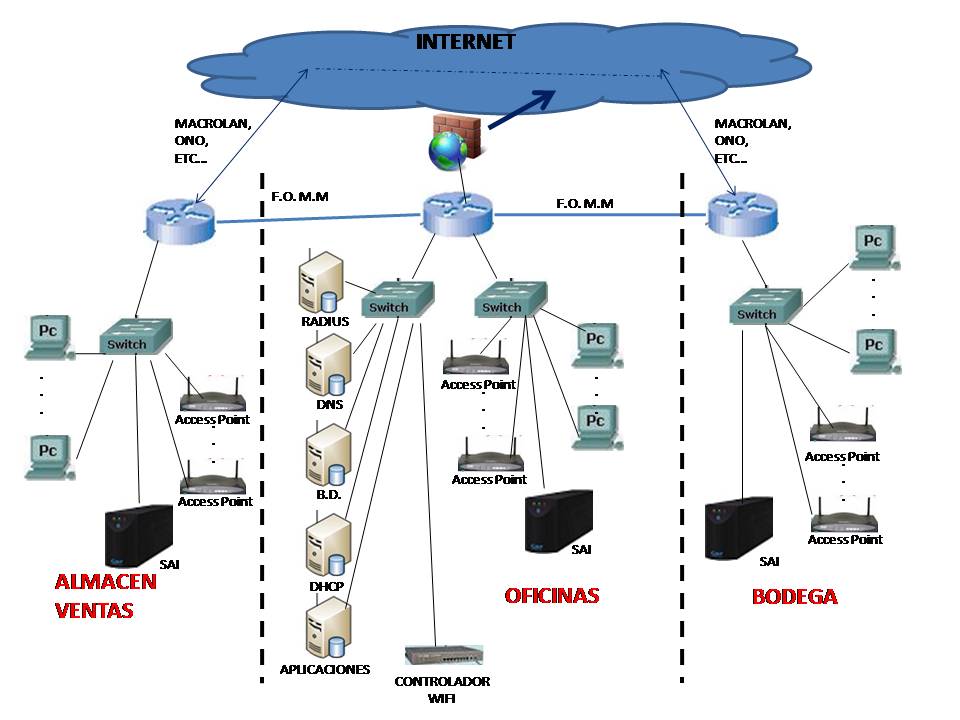 INTERNET
MACROLAN,
ONO,
ETC...
MACROLAN,
ONO,
ETC...
F.O. M.M
F.O. M.M
RADIUS
Switch
Switch
Switch
Switch
Pc
Pc
Pc
Pc
Pc
Pc
DNS
Access Point
Access Point
Access Point
Access Point
Access Point
Access Point
B.D.
SAI
SAI
SAI
DHCP
ALMACEN
VENTAS
OFICINAS
BODEGA
APLICACIONES
CONTROLADOR
WIFI